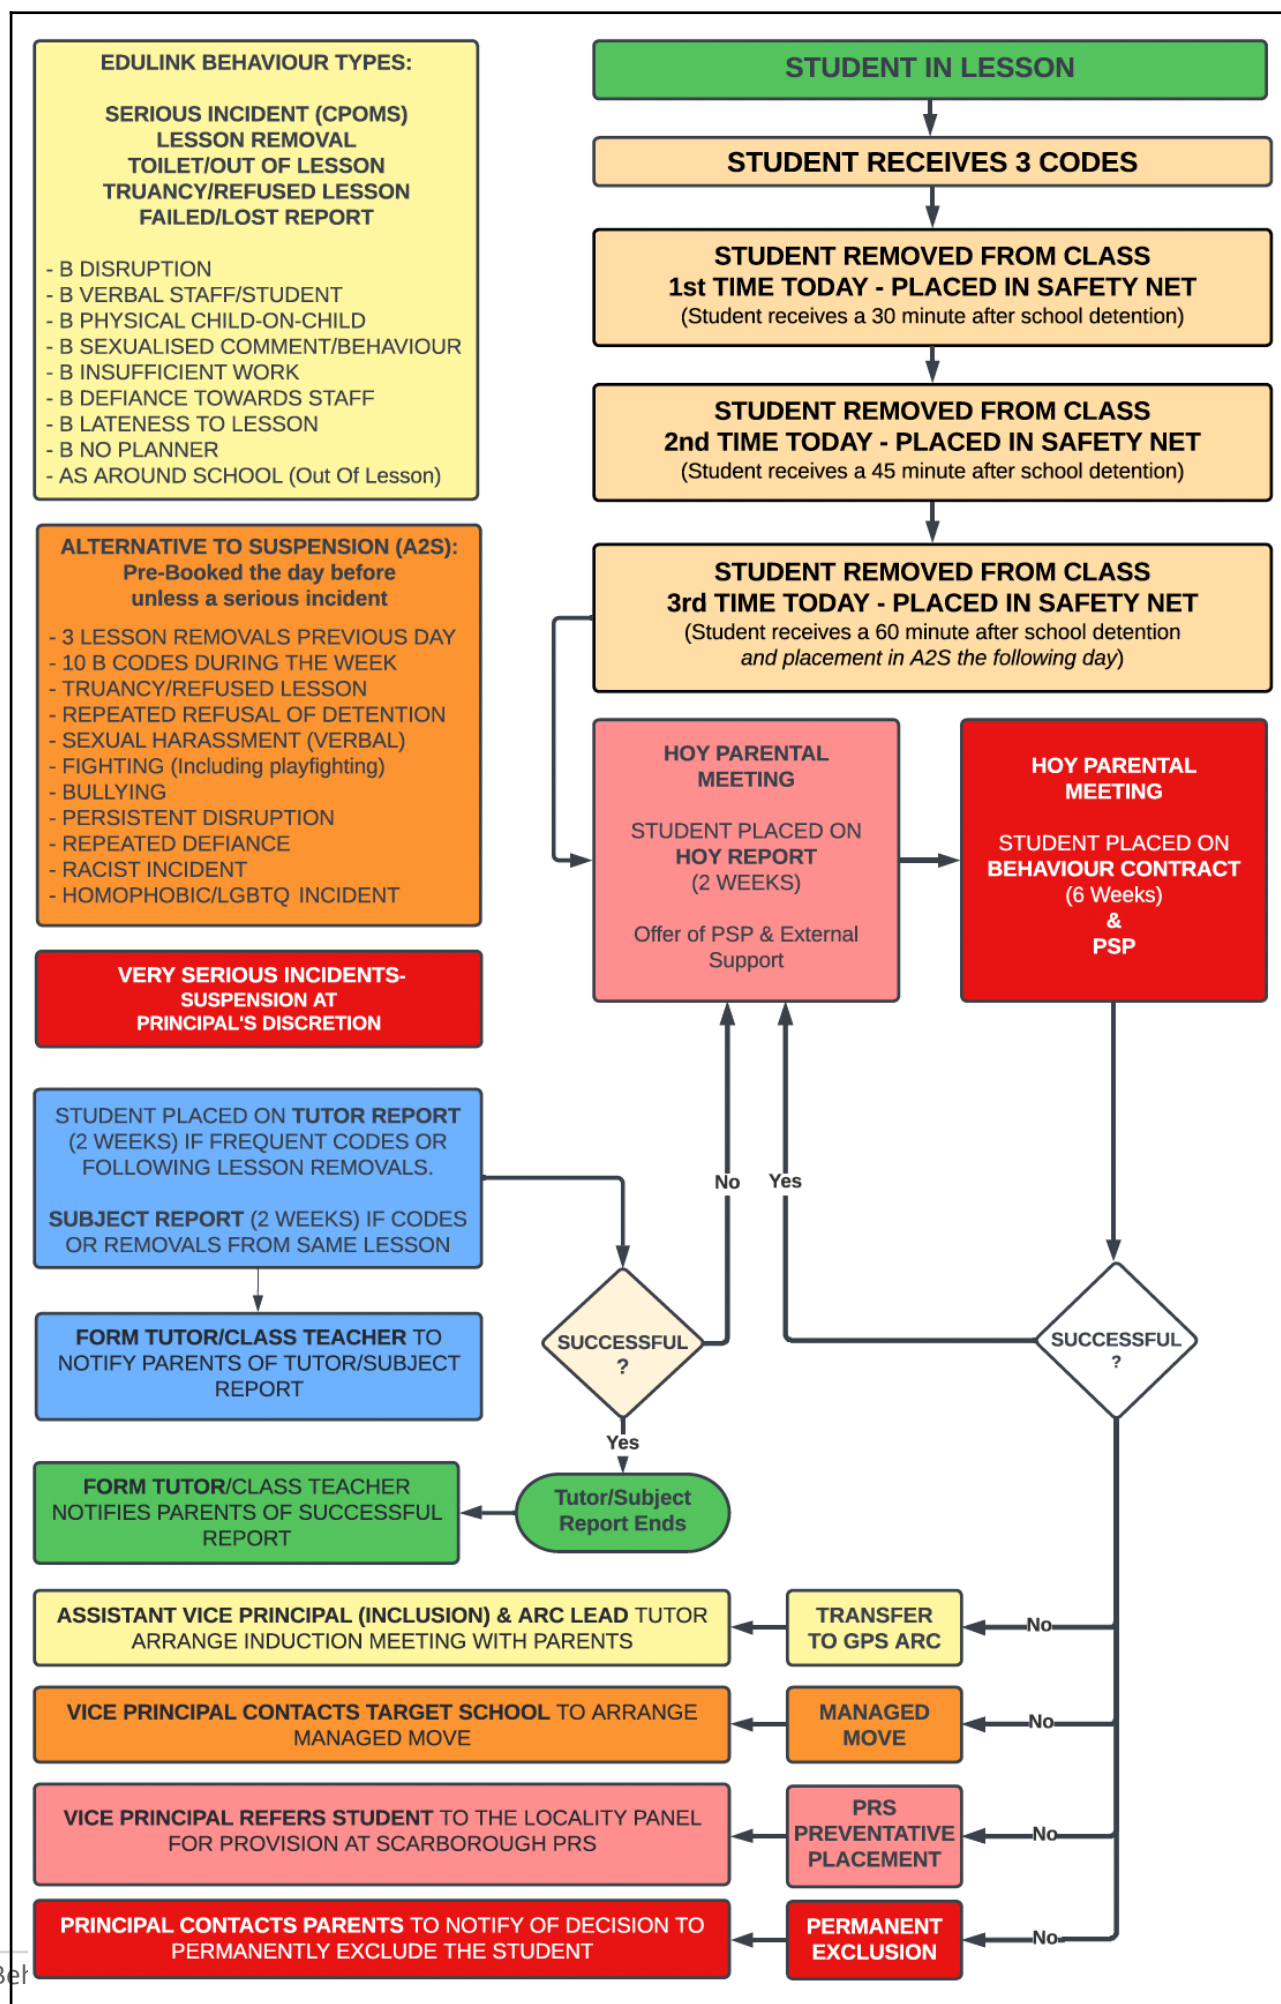 EDULINK BEHAVIOUR TYPES:
SERIOUS INCIDENT (CPOMS)
LESSON REMOVAL
TOILET/OUT OF LESSON
TRUANCY/REFUSED LESSON
FAILED/LOST REPORT
- B DISRUPTION
- B VERBAL STAFF/STUDENT
- B PHYSICAL CHILD-ON-CHILD
- B SEXUALISED COMMENT/BEHAVIOUR
- B INSUFFICIENT WORK
- B DEFIANCE TOWARDS STAFF
- B LATENESS TO LESSON
- B NO PLANNER
- AS AROUND SCHOOL (Out Of Lesson)
ALTERNATIVE TO SUSPENSION (A2S):
Pre-Booked the day before
unless a serious incident
- 3 LESSON REMOVALS PREVIOUS DAY
- 10 B CODES DURING THE WEEK
- TRUANCY/REFUSED LESSON
- REPEATED REFUSAL OF DETENTION
- SEXUAL HARASSMENT (VERBAL)
- FIGHTING (Including playfighting)
- BULLYING
- PERSISTENT DISRUPTION
- REPEATED DEFIANCE
- RACIST INCIDENT
- HOMOPHOBIC/LGBTQ INCIDENT
VERY SERIOUS INCIDENTS-
SUSPENSION AT
PRINCIPAL'S DISCRETION
STUDENT IN LESSON
STUDENT RECEIVES 3 CODES
STUDENT REMOVED FROM CLASS
1st TIME TODAY - PLACED IN SAFETY NET
(Student receives a 30 minute after school detention)
STUDENT REMOVED FROM CLASS
2nd TIME TODAY - PLACED IN SAFETY NET
(Student receives a 45 minute after school detention)
STUDENT REMOVED FROM CLASS
3rd TIME TODAY - PLACED IN SAFETY NET
(Student receives a 60 minute after school detention
and placement in A2S the following day)
HOY PARENTAL
MEETING
STUDENT PLACED ON
HOY REPORT
(2 WEEKS)
Offer of PSP & External
Support
HOY PARENTAL
MEETING
STUDENT PLACED ON
BEHAVIOUR CONTRACT
(6 Weeks)
&
PSP
STUDENT PLACED ON TUTOR REPORT
(2 WEEKS) IF FREQUENT CODES OR
FOLLOWING LESSON REMOVALS.
SUBJECT REPORT (2 WEEKS) IF CODES
OR REMOVALS FROM SAME LESSON
FORM TUTOR/CLASS TEACHER TO
NOTIFY PARENTS OF TUTOR/SUBJECT
REPORT
No
Yes
SUCCESSFUL
?
SUCCESSFUL
?
Yes
FORM TUTOR/CLASS TEACHER
NOTIFIES PARENTS OF SUCCESSFUL
REPORT
Tutor/Subject
Report Ends
ASSISTANT VICE PRINCIPAL (INCLUSION) & ARC LEAD TUTOR
ARRANGE INDUCTION MEETING WITH PARENTS
TRANSFER
TO GPS ARC
No
VICE PRINCIPAL CONTACTS TARGET SCHOOL TO ARRANGE
MANAGED MOVE
MANAGED
MOVE
No
VICE PRINCIPAL REFERS STUDENT TO THE LOCALITY PANEL
FOR PROVISION AT SCARBOROUGH PRS
PRS
PREVENTATIVE
PLACEMENT
No
PRINCIPAL CONTACTS PARENTS TO NOTIFY OF DECISION TO
PERMANENTLY EXCLUDE THE STUDENT
PERMANENT
EXCLUSION
No